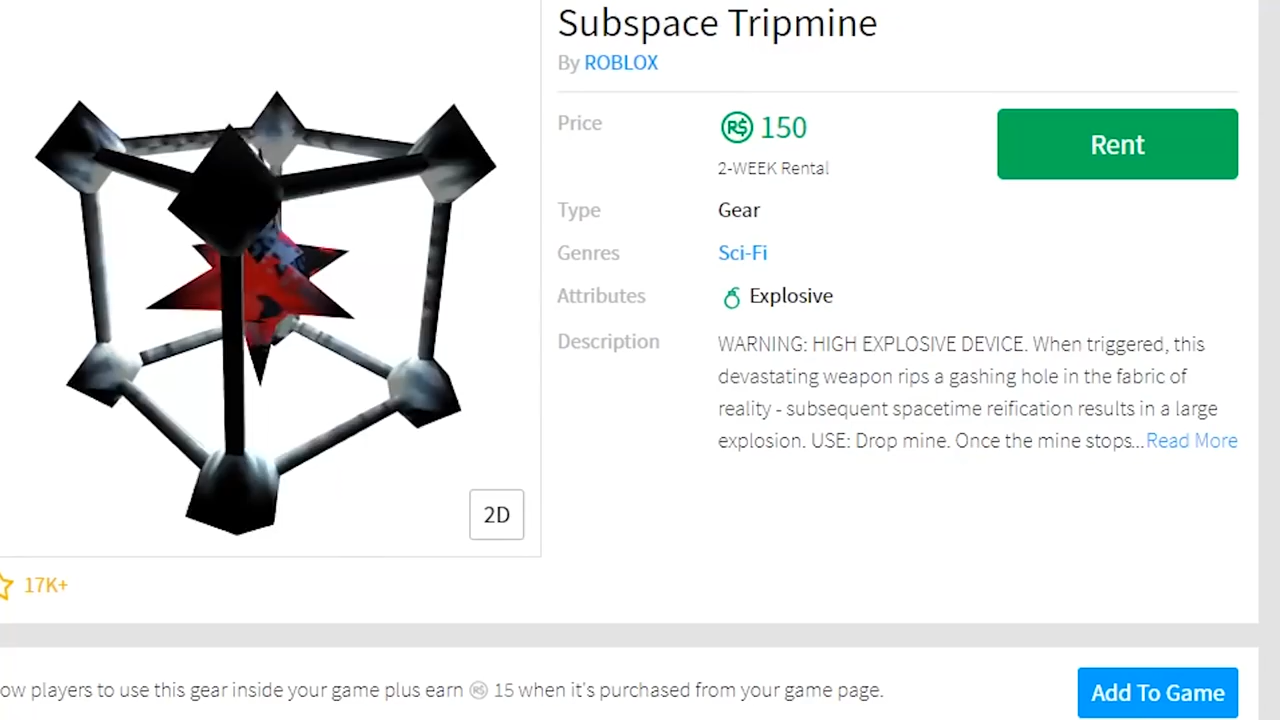 Subspace Tripmine
By ROBLOX
Price
R$ 150
Rent
2-WEEK Rental
Type
Gear
Genres
Sci-Fi
Attributes
Explosive
Description
WARNING: HIGH EXPLOSIVE DEVICE. When triggered, this
devastating weapon rips a gashing hole in the fabric of
reality - subsequent spacetime reification results in a large
explosion. USE: Drop mine. Once the mine stops...Read More
2D
17K+
ow players to use this gear inside your game plus earn R$ 15 when it's purchased from your game page.
Add To Game